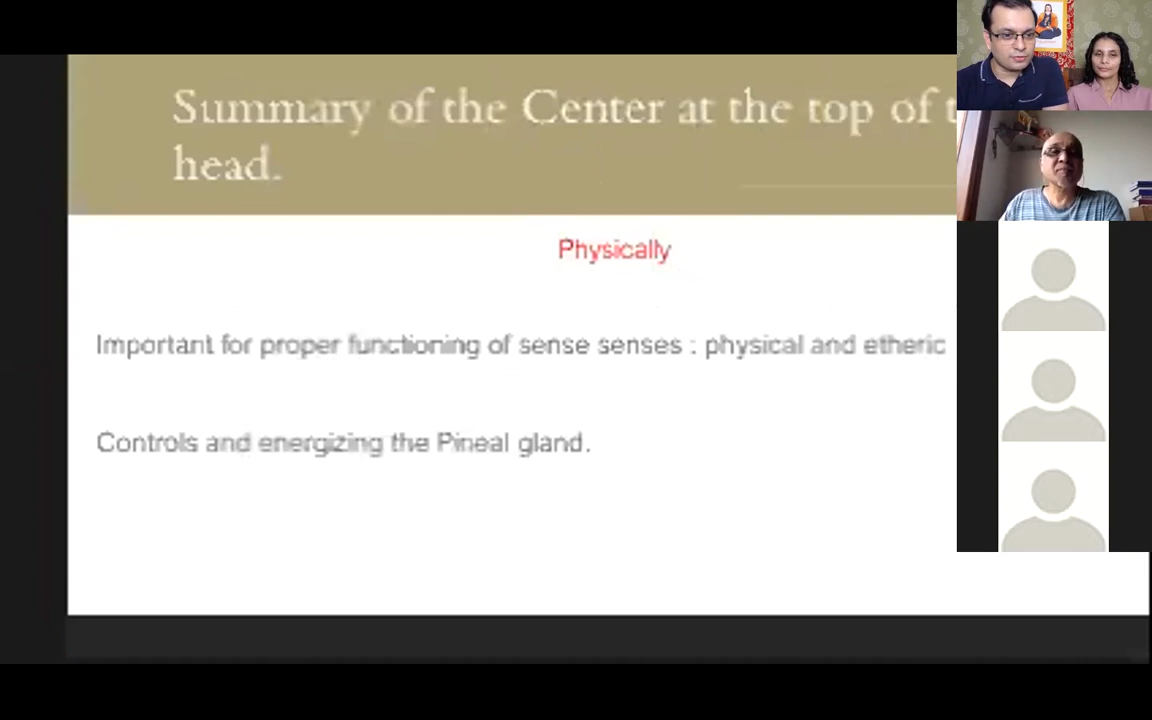 Summary of the Center at the top of
head.
Physically
Important for proper functioning of sense senses : physical and etheric
Controls and energizing the Pineal gland.